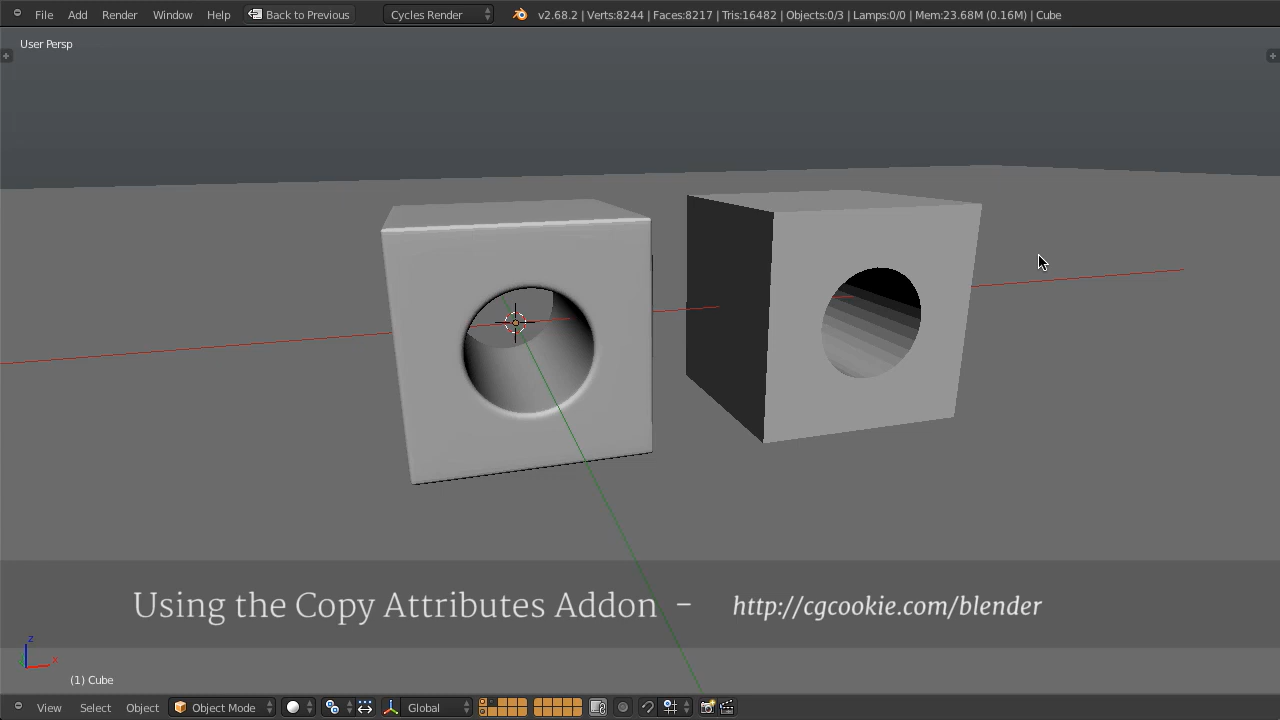 File Add Render Window Help Back to Previous Cycles Render v2.68.2 | Verts:8244 | Faces:8217 | Tris:16482 | Objects:0/3 | Lamps:0/0 | Mem:23.68M (0.16M) | Cube
User Persp
Using the Copy Attributes Addon - http://cgcookie.com/blender
z
x
(1) Cube
View Select Object Object Mode Global